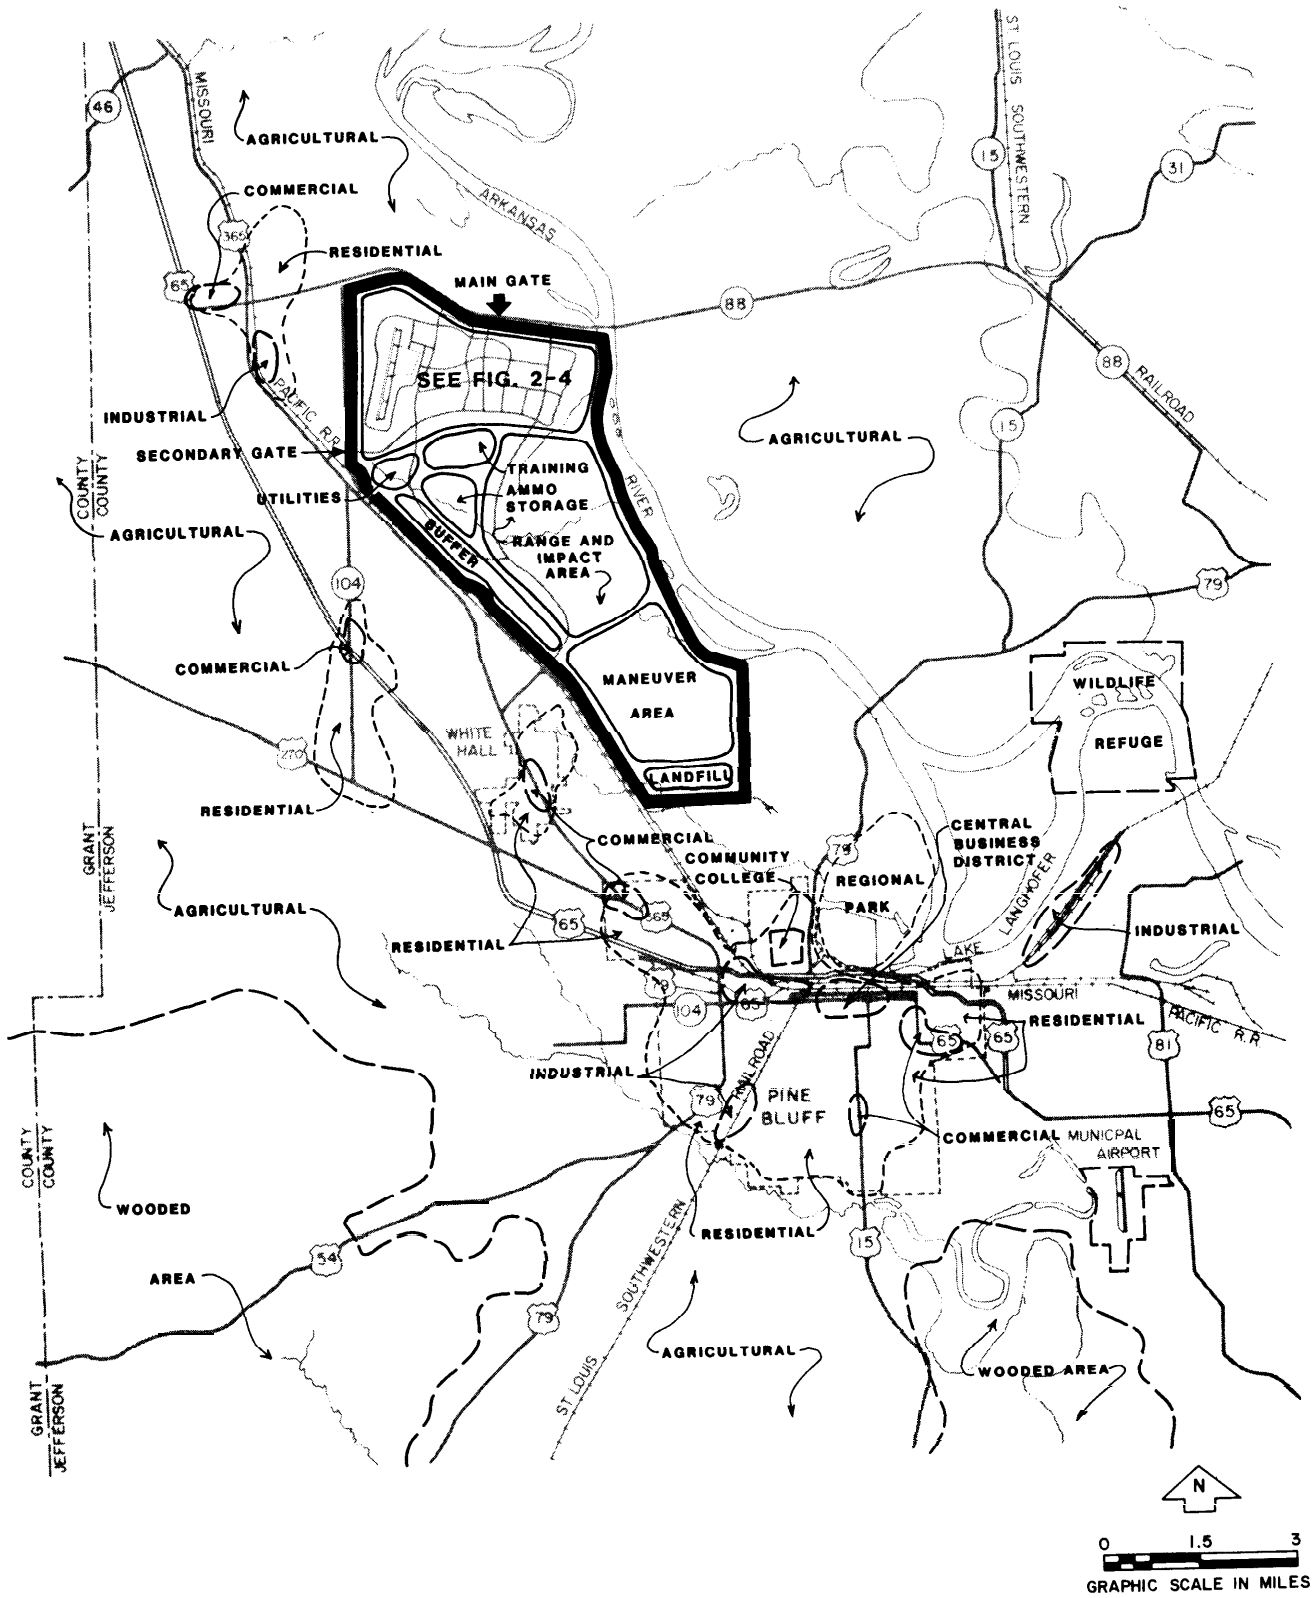 ST LOUIS SOUTHWESTERN
MISSOURI
46
AGRICULTURAL
15
31
COMMERCIAL
ARKANSAS
365
RESIDENTIAL
65
MAIN GATE
88
88
SEE FIG. 2-4
RAILROAD
PACIFIC R.R.
INDUSTRIAL
15
AGRICULTURAL
SECONDARY GATE
TRAINING
UTILITIES
AMMO
STORAGE
RIVER
COUNTY
COUNTY
AGRICULTURAL
BUFFER
RANGE AND
IMPACT
AREA
104
79
COMMERCIAL
MANEUVER
AREA
WILDLIFE
REFUGE
WHITE
HALL
270
LANDFILL
RESIDENTIAL
GRANT
JEFFERSON
COMMERCIAL
CENTRAL
BUSINESS
DISTRICT
79
COMMUNITY
COLLEGE
REGIONAL
PARK
LANGHOFER
AGRICULTURAL
65
365
RESIDENTIAL
INDUSTRIAL
LAKE
79
104
65
MISSOURI
PACIFIC R.R
RESIDENTIAL
65
65
81
INDUSTRIAL
RAILROAD
79
PINE
BLUFF
65
COMMERCIAL
MUNICPAL
AIRPORT
COUNTY
COUNTY
WOODED
AREA
RESIDENTIAL
54
SOUTHWESTERN
15
79
AGRICULTURAL
WOODED AREA
ST LOUIS
GRANT
JEFFERSON
N
0 1.5 3
GRAPHIC SCALE IN MILES